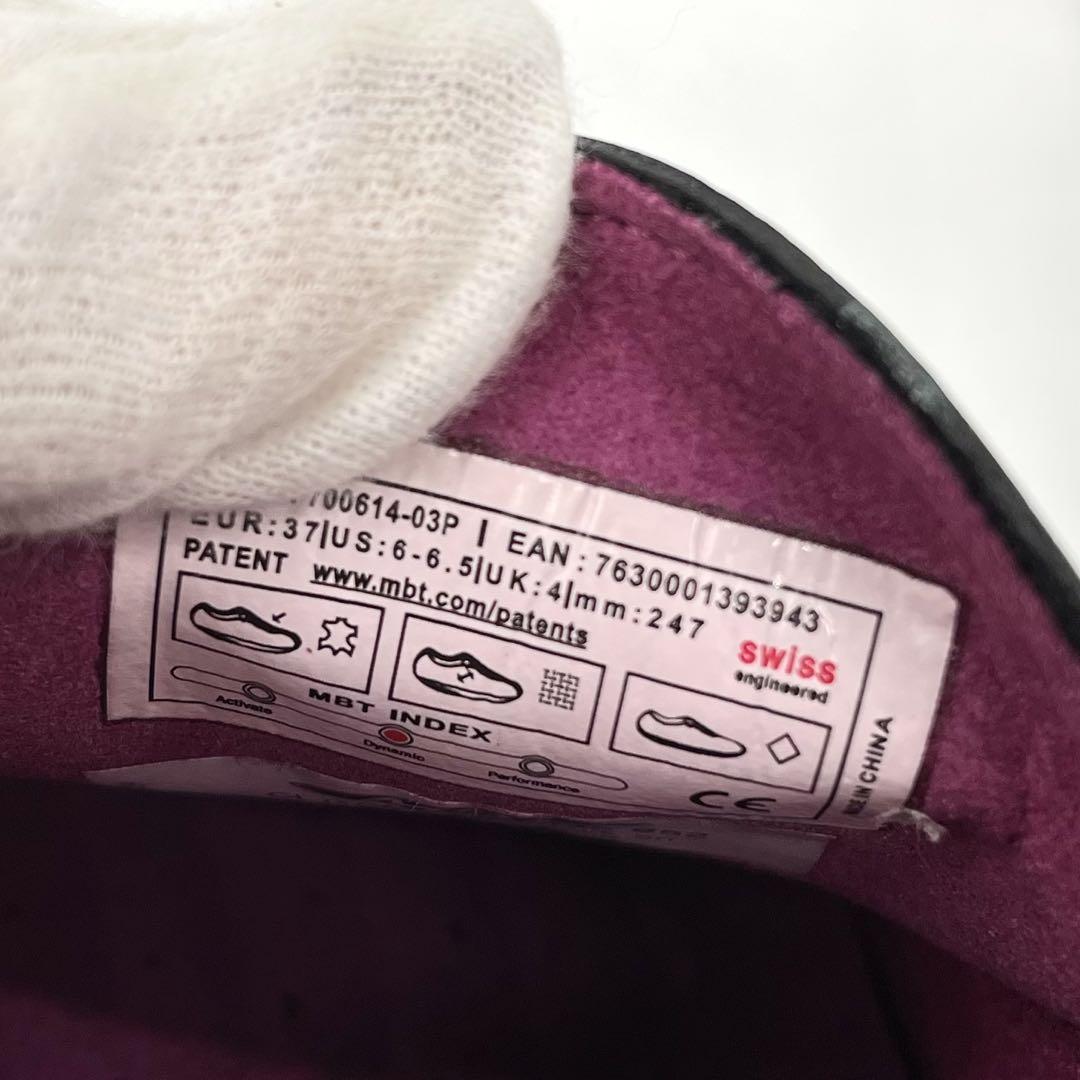 700614-03P | EAN: 7630001393943
EUR:37|US:6-6.5|UK:4|mm:247
PATENT www.mbt.com/patents
swiss
engineered
MBT INDEX
Activate
Dynamic
Performance
CE
MADE IN CHINA